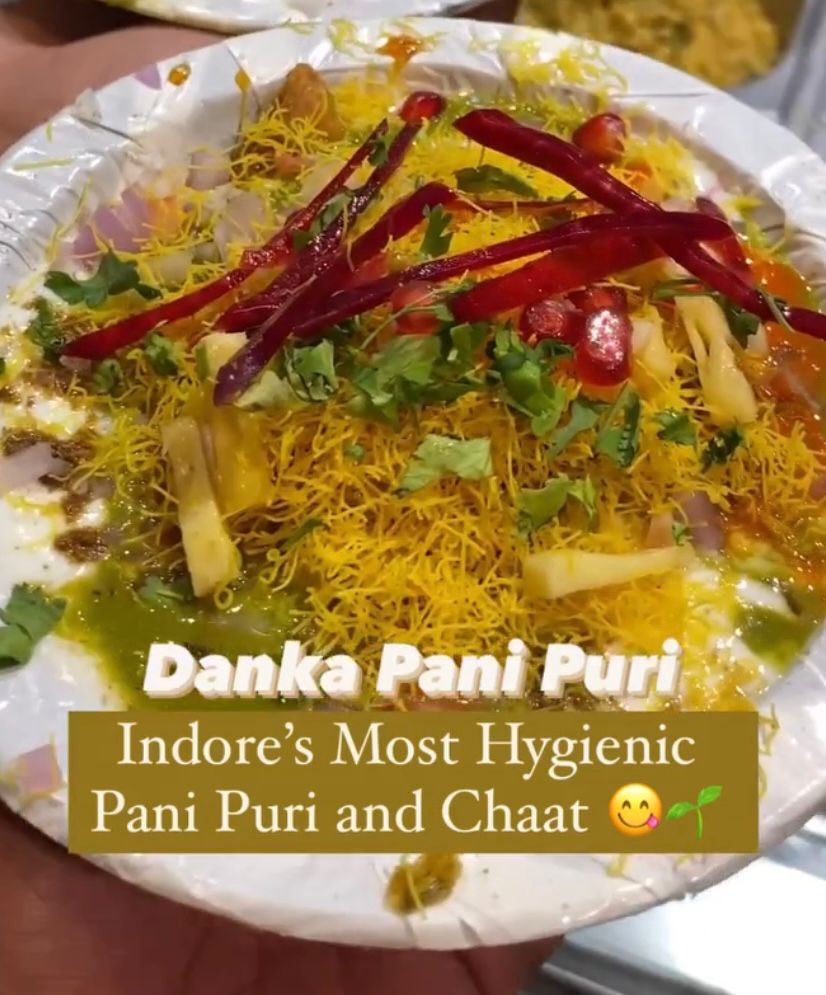 Danka Pani Puri
Indore’s Most Hygienic
Pani Puri and Chaat 😋🌱